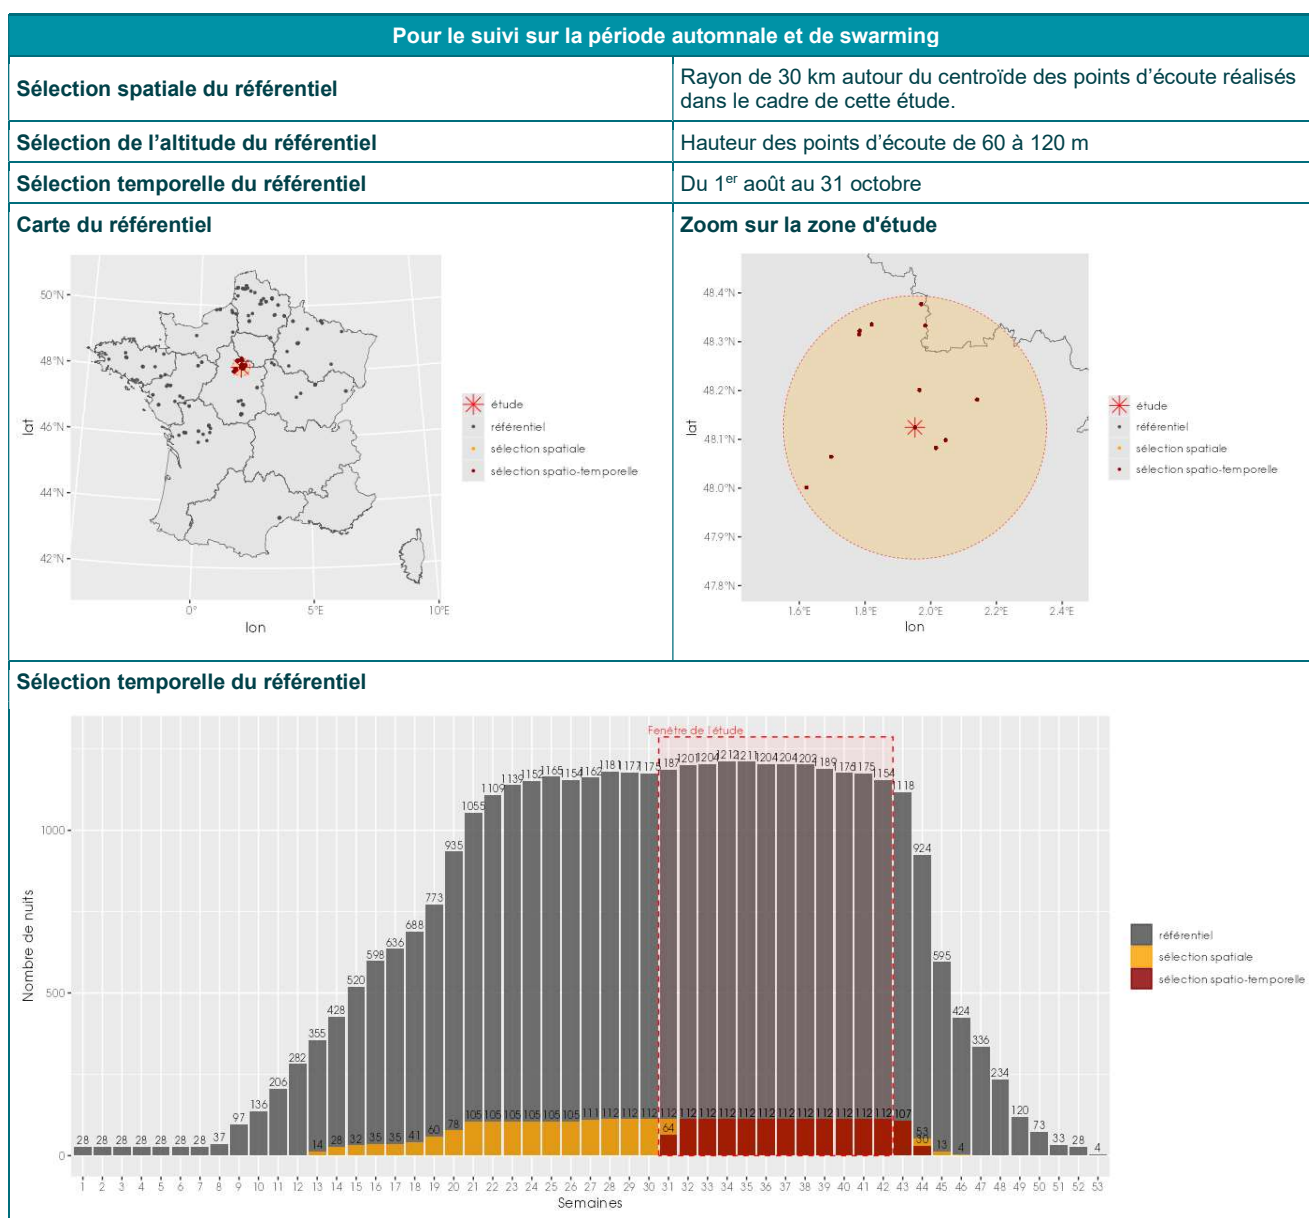 Pour le suivi sur la période automnale et de swarming
Sélection spatiale du référentiel
Rayon de 30 km autour du centroïde des points d'écoute réalisés
dans le cadre de cette étude.
Sélection de l'altitude du référentiel
Hauteur des points d'écoute de 60 à 120 m
Sélection temporelle du référentiel
Du 1er août au 31 octobre
Carte du référentiel
50°N
48°N
46°N
44°N
42°N
lat
0°
5°E
10°E
lon
étude
référentiel
sélection spatiale
sélection spatio-temporelle
Zoom sur la zone d'étude
48.4°N
48.3°N
48.2°N
48.1°N
48.0°N
47.9°N
47.8°N
lat
1.6°E
1.8°E
2.0°E
2.2°E
2.4°E
lon
étude
référentiel
sélection spatiale
sélection spatio-temporelle
Sélection temporelle du référentiel
Fenêtre de l'étude
Nombre de nuits
1000
500
0
28 28 28 28 28 28 28 37 97 136 206 282 355 428 520 598 636 688 773 935 1055 1109 1139 1152 1165 1154 1162 1181 1177 1175 1187 1201 1204 1212 1211 1204 1204 1202 1189 1176 1175 1154 1118 924 595 424 336 234 120 73 33 28 4
14 28 32 35 35 41 60 78 105 105 105 105 105 105 111 112 112 112 112 112 112 112 112 112 112 112 112 112 112 112 107 53 13 4
64 30
1 2 3 4 5 6 7 8 9 10 11 12 13 14 15 16 17 18 19 20 21 22 23 24 25 26 27 28 29 30 31 32 33 34 35 36 37 38 39 40 41 42 43 44 45 46 47 48 49 50 51 52 53
Semaines
référentiel
sélection spatiale
sélection spatio-temporelle